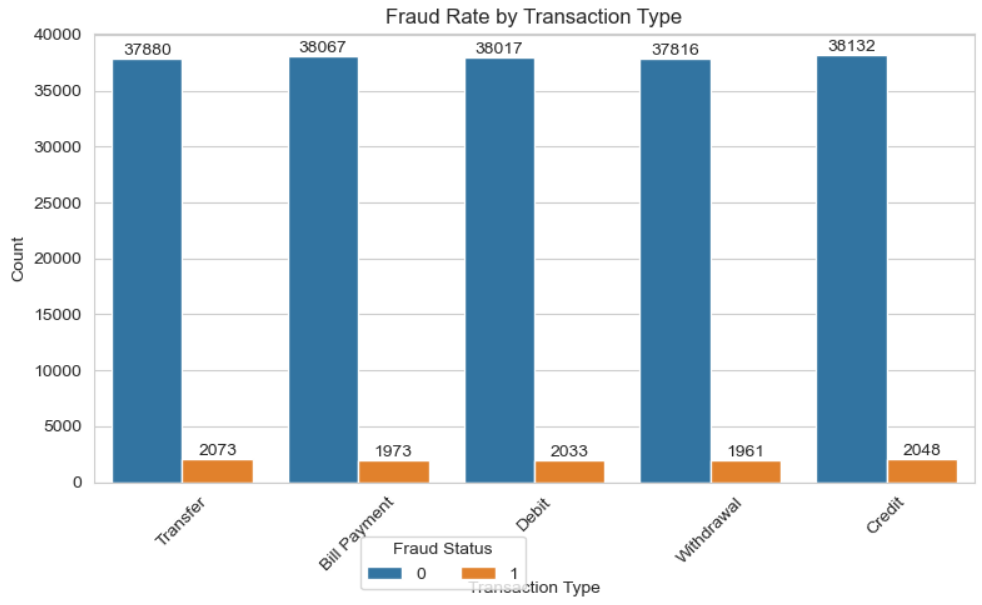 Fraud Rate by Transaction Type
40000
35000
30000
25000
20000
15000
10000
5000
0
Count
37880
38067
38017
37816
38132
2073
1973
2033
1961
2048
Transfer
Bill Payment
Debit
Withdrawal
Credit
Fraud Status
0 1
Transaction Type